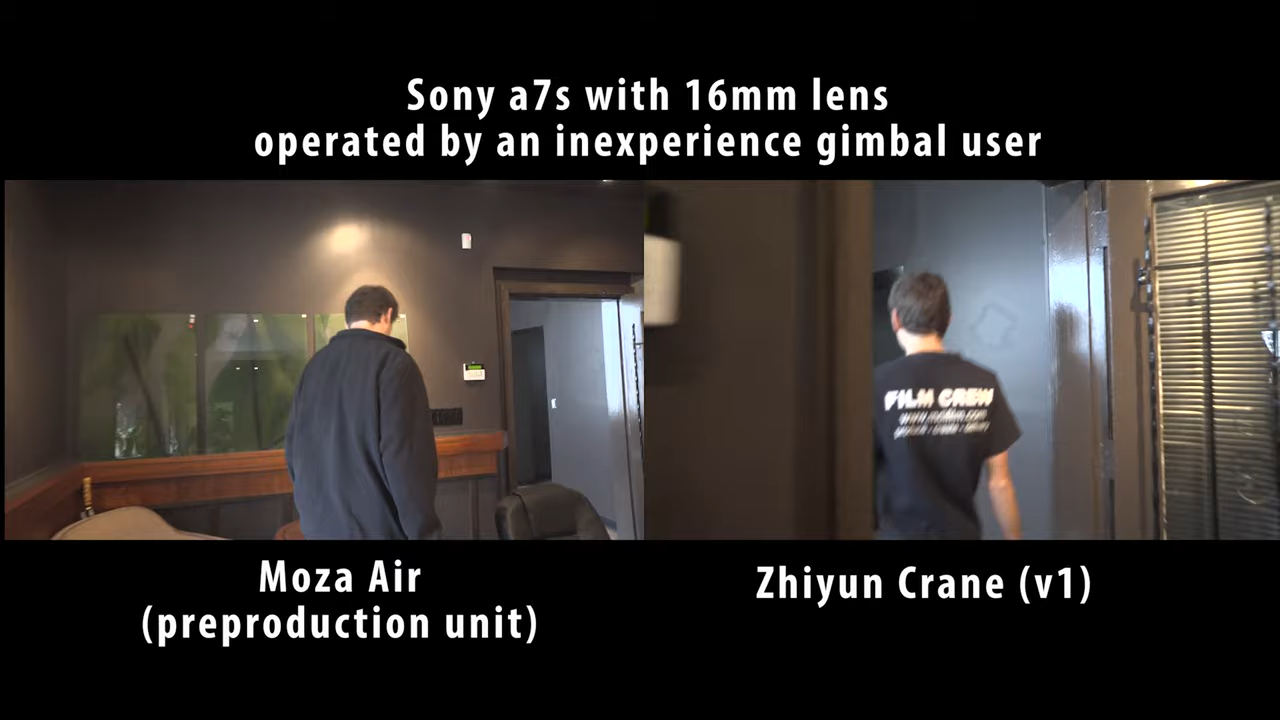 Sony a7s with 16mm lens
operated by an inexperience gimbal user
FILM CREW
Moza Air
(preproduction unit)
Zhiyun Crane (v1)